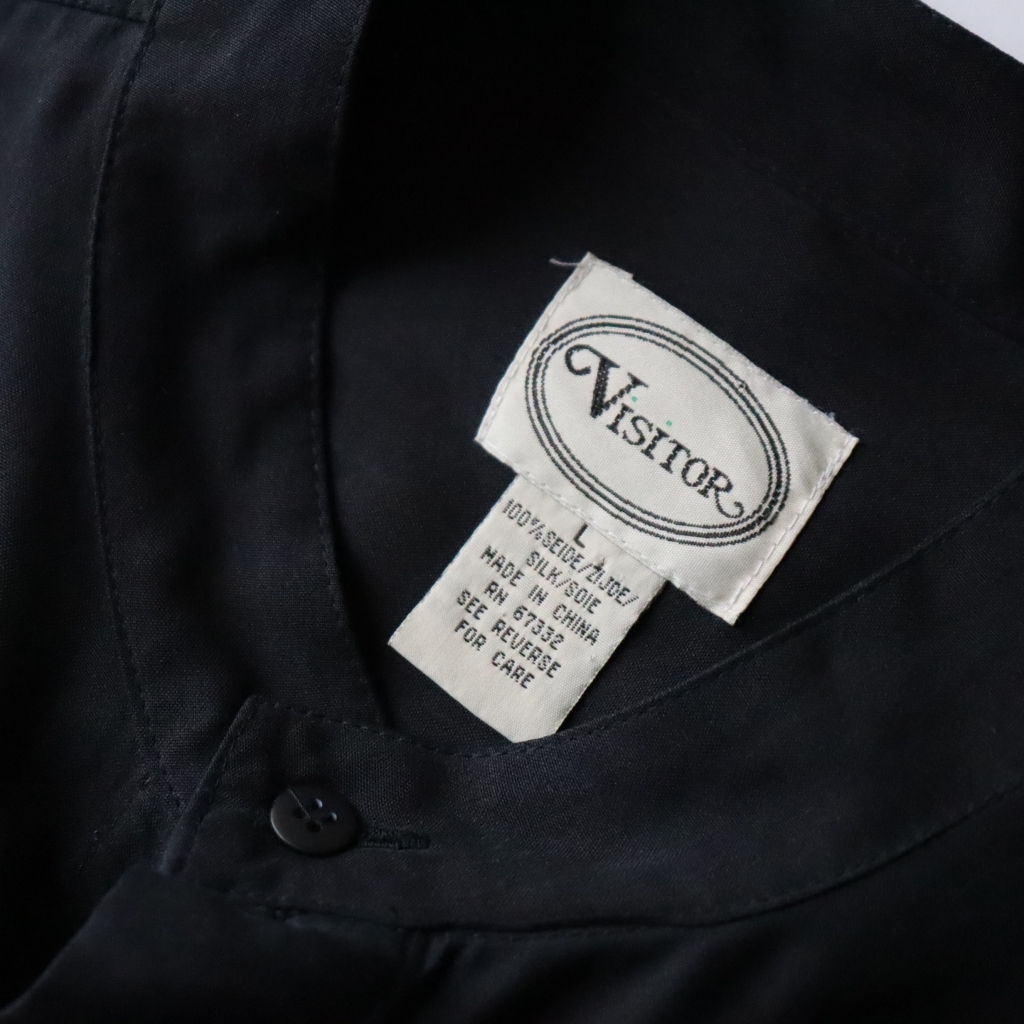 VISITOR
L
100%SEIDE/ZIJDE/
SILK/SOIE
MADE IN CHINA
RN 67332
SEE REVERSE
FOR CARE